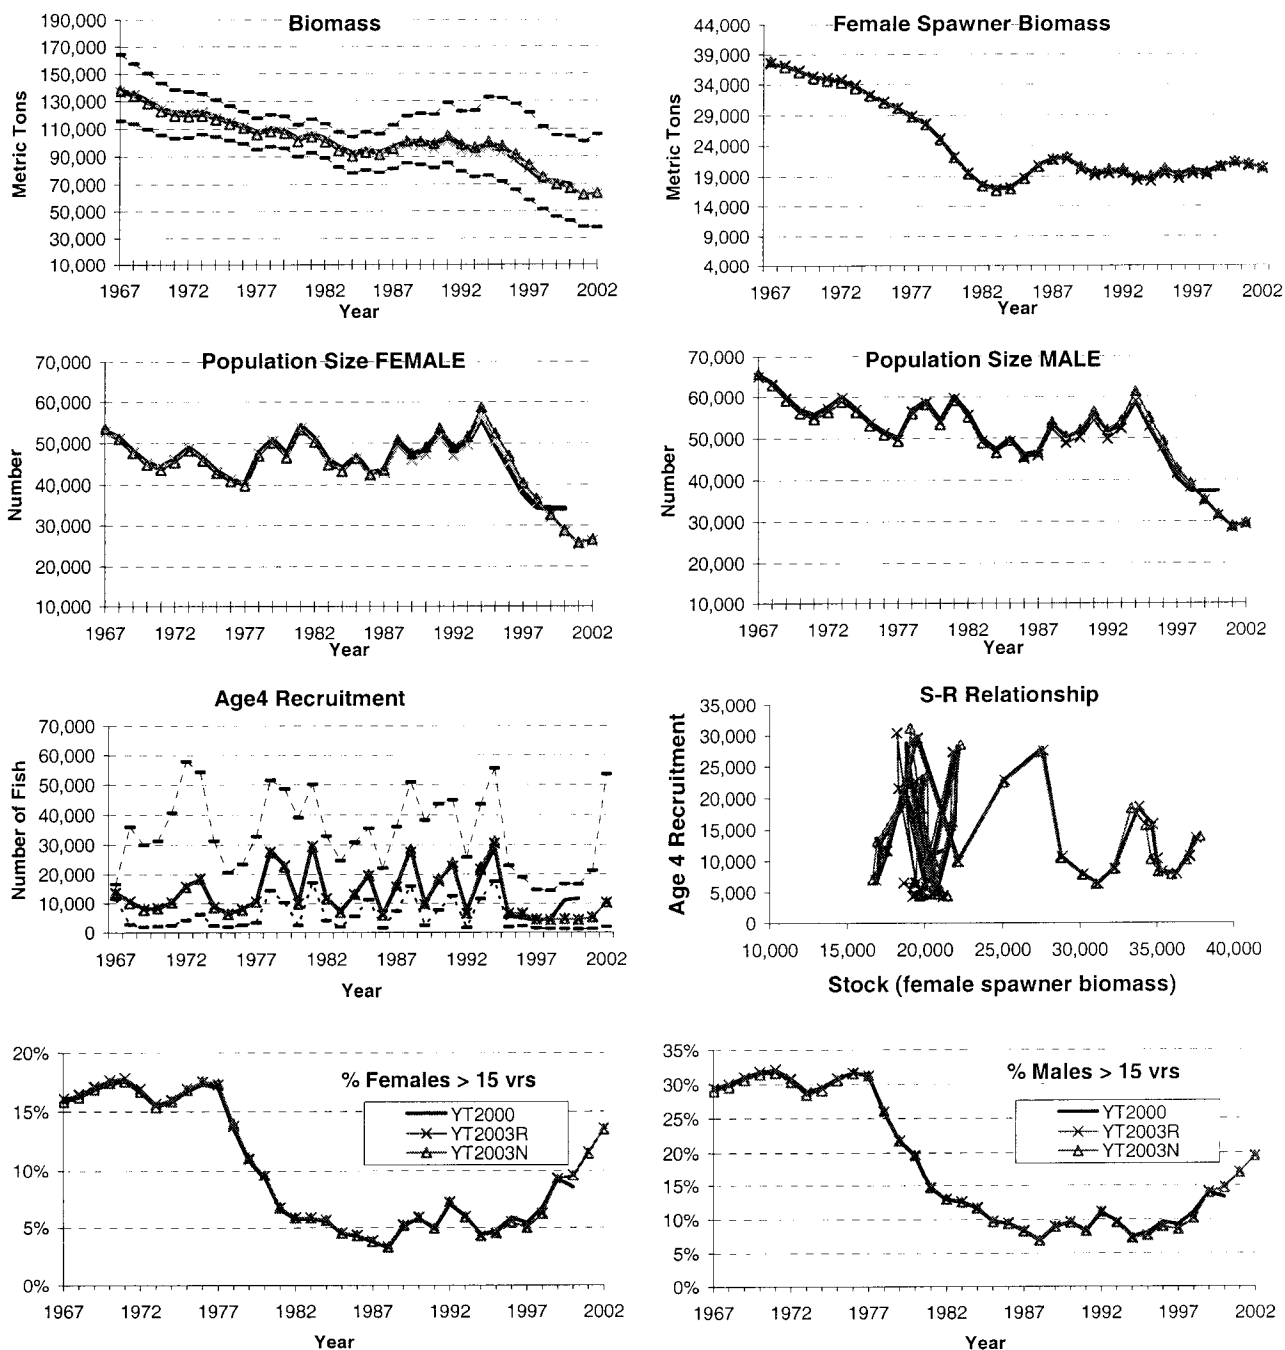 Biomass
190,000
170,000
150,000
130,000
110,000
90,000
70,000
50,000
30,000
10,000
Metric Tons
1967 1972 1977 1982 1987 1992 1997 2002
Year
Female Spawner Biomass
44,000
39,000
34,000
29,000
24,000
19,000
14,000
9,000
4,000
Metric Tons
1967 1972 1977 1982 1987 1992 1997 2002
Year
Population Size FEMALE
70,000
60,000
50,000
40,000
30,000
20,000
10,000
Number
1967 1972 1977 1982 1987 1992 1997 2002
Year
Population Size MALE
70,000
60,000
50,000
40,000
30,000
20,000
10,000
Number
1967 1972 1977 1982 1987 1992 1997 2002
Year
Age4 Recruitment
70,000
60,000
50,000
40,000
30,000
20,000
10,000
0
Number of Fish
1967 1972 1977 1982 1987 1992 1997 2002
Year
S-R Relationship
35,000
30,000
25,000
20,000
15,000
10,000
5,000
0
Age 4 Recruitment
10,000 15,000 20,000 25,000 30,000 35,000 40,000
Stock (female spawner biomass)
% Females > 15 yrs
20%
15%
10%
5%
0%
YT2000
YT2003R
YT2003N
1967 1972 1977 1982 1987 1992 1997 2002
Year
% Males > 15 yrs
35%
30%
25%
20%
15%
10%
5%
0%
YT2000
YT2003R
YT2003N
1967 1972 1977 1982 1987 1992 1997 2002
Year